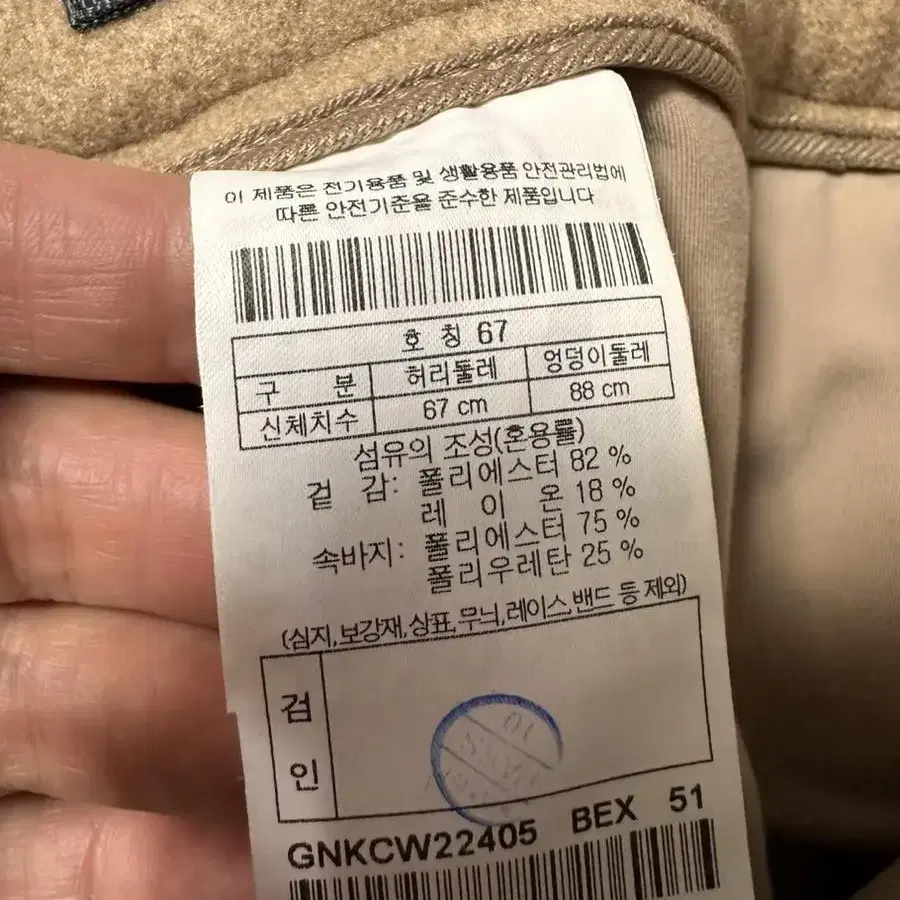 이 제품은 전기용품 및 생활용품 안전관리법에
따른 안전기준을 준수한 제품입니다
호 칭 67
구 분 허리둘레 엉덩이둘레
신체치수 67 cm 88 cm
섬유의 조성(혼용률)
겉 감: 폴리에스터 82 %
레 이 온 18 %
속바지: 폴리에스터 75 %
폴리우레탄 25 %
(심지,보강재,상표,무늬,레이스,밴드 등 제외)
검
인
GNKCW22405 BEX 51